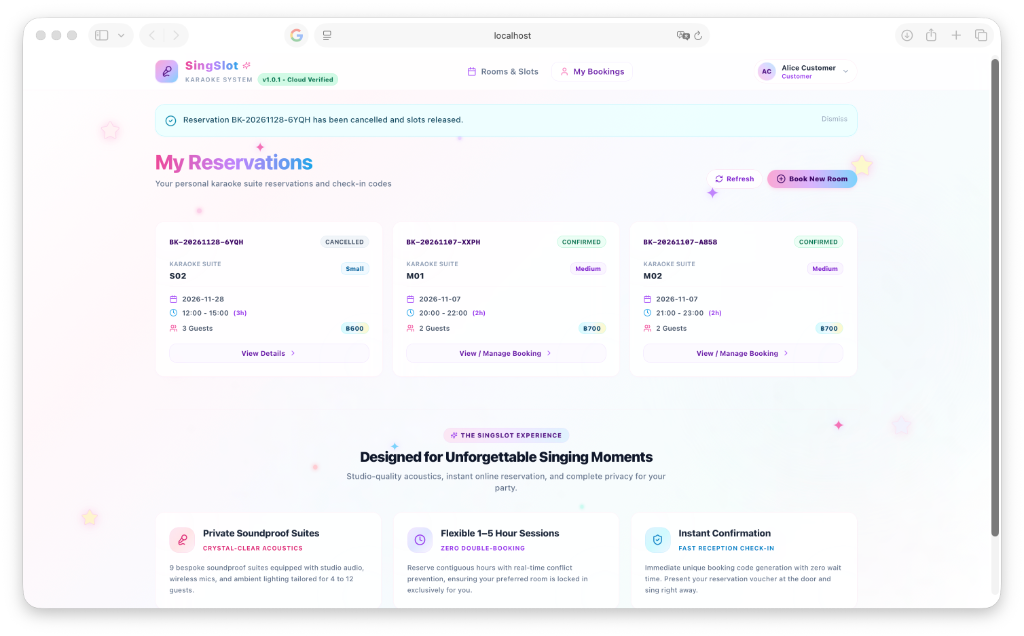 localhost
SingSlot
KARAOKE SYSTEM
v1.0.1 • Cloud Verified
Rooms & Slots
My Bookings
AC
Alice Customer
Customer
Reservation BK-20261128-6YQH has been cancelled and slots released.
Dismiss
My Reservations
Your personal karaoke suite reservations and check-in codes
Refresh
Book New Room
BK-20261128-6YQH
CANCELLED
KARAOKE SUITE
S02
Small
2026-11-28
12:00 - 15:00 (3h)
3 Guests
฿600
View Details
BK-20261107-XXPH
CONFIRMED
KARAOKE SUITE
M01
Medium
2026-11-07
20:00 - 22:00 (2h)
2 Guests
฿700
View / Manage Booking
BK-20261107-AB58
CONFIRMED
KARAOKE SUITE
M02
Medium
2026-11-07
21:00 - 23:00 (2h)
2 Guests
฿700
View / Manage Booking
THE SINGSLOT EXPERIENCE
Designed for Unforgettable Singing Moments
Studio-quality acoustics, instant online reservation, and complete privacy for your
party.
Private Soundproof Suites
CRYSTAL-CLEAR ACOUSTICS
9 bespoke soundproof suites equipped with studio audio,
wireless mics, and ambient lighting tailored for 4 to 12
guests.
Flexible 1–5 Hour Sessions
ZERO DOUBLE-BOOKING
Reserve contiguous hours with real-time conflict
prevention, ensuring your preferred room is locked in
exclusively for you.
Instant Confirmation
FAST RECEPTION CHECK-IN
Immediate unique booking code generation with zero wait
time. Present your reservation voucher at the door and
sing right away.